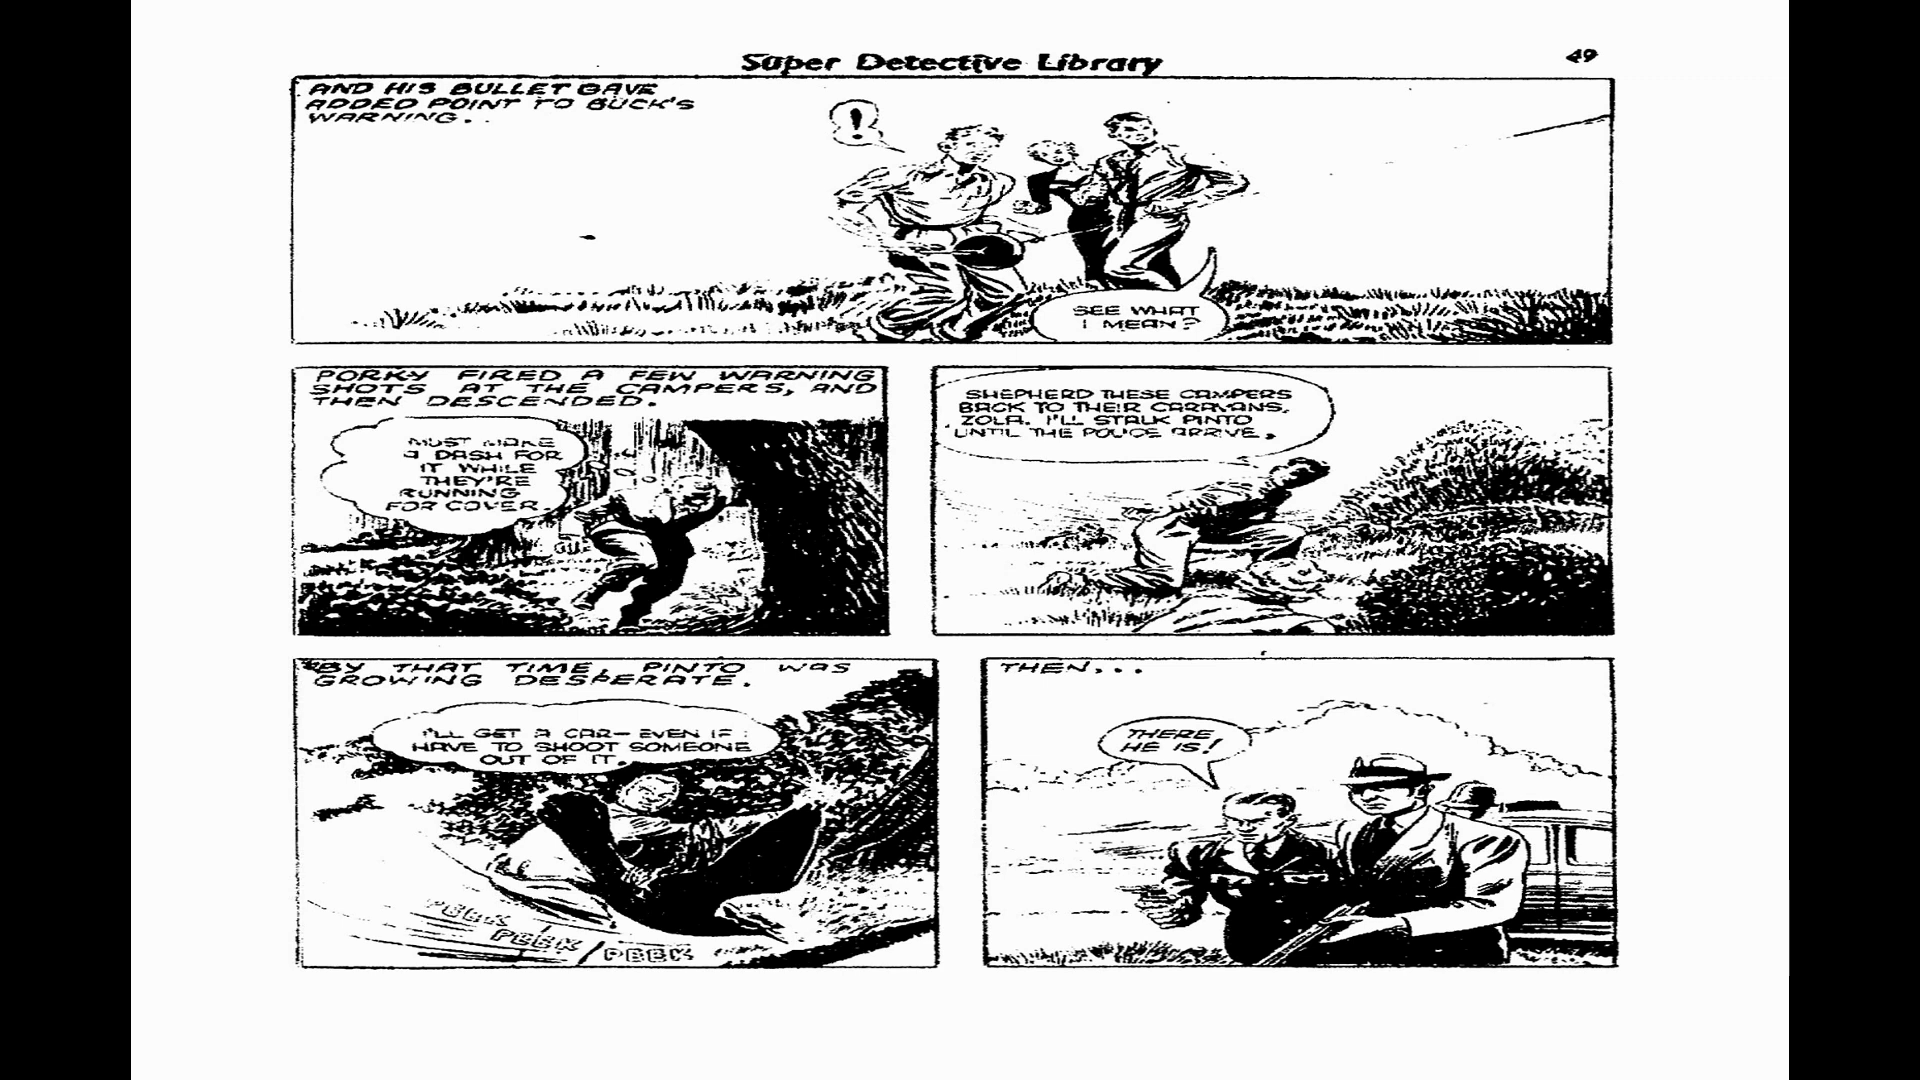 Super Detective Library
49
AND HIS BULLET GAVE
ADDED POINT TO BUCK'S
WARNING..
!
SEE WHAT
I MEAN?
PORKY FIRED A FEW WARNING
SHOTS AT THE CAMPERS, AND
THEN DESCENDED.
MUST MAKE
A DASH FOR
IT WHILE
THEY'RE
RUNNING
FOR COVER.
SHEPHERD THESE CAMPERS
BACK TO THEIR CARAVANS,
ZOLA. I'LL STALK PINTO
UNTIL THE POLICE ARRIVE.
BY THAT TIME, PINTO WAS
GROWING DESPERATE.
I'LL GET A CAR—EVEN IF I
HAVE TO SHOOT SOMEONE
OUT OF IT.
PEEK
PEEK
PEEK
THEN...
THERE
HE IS!